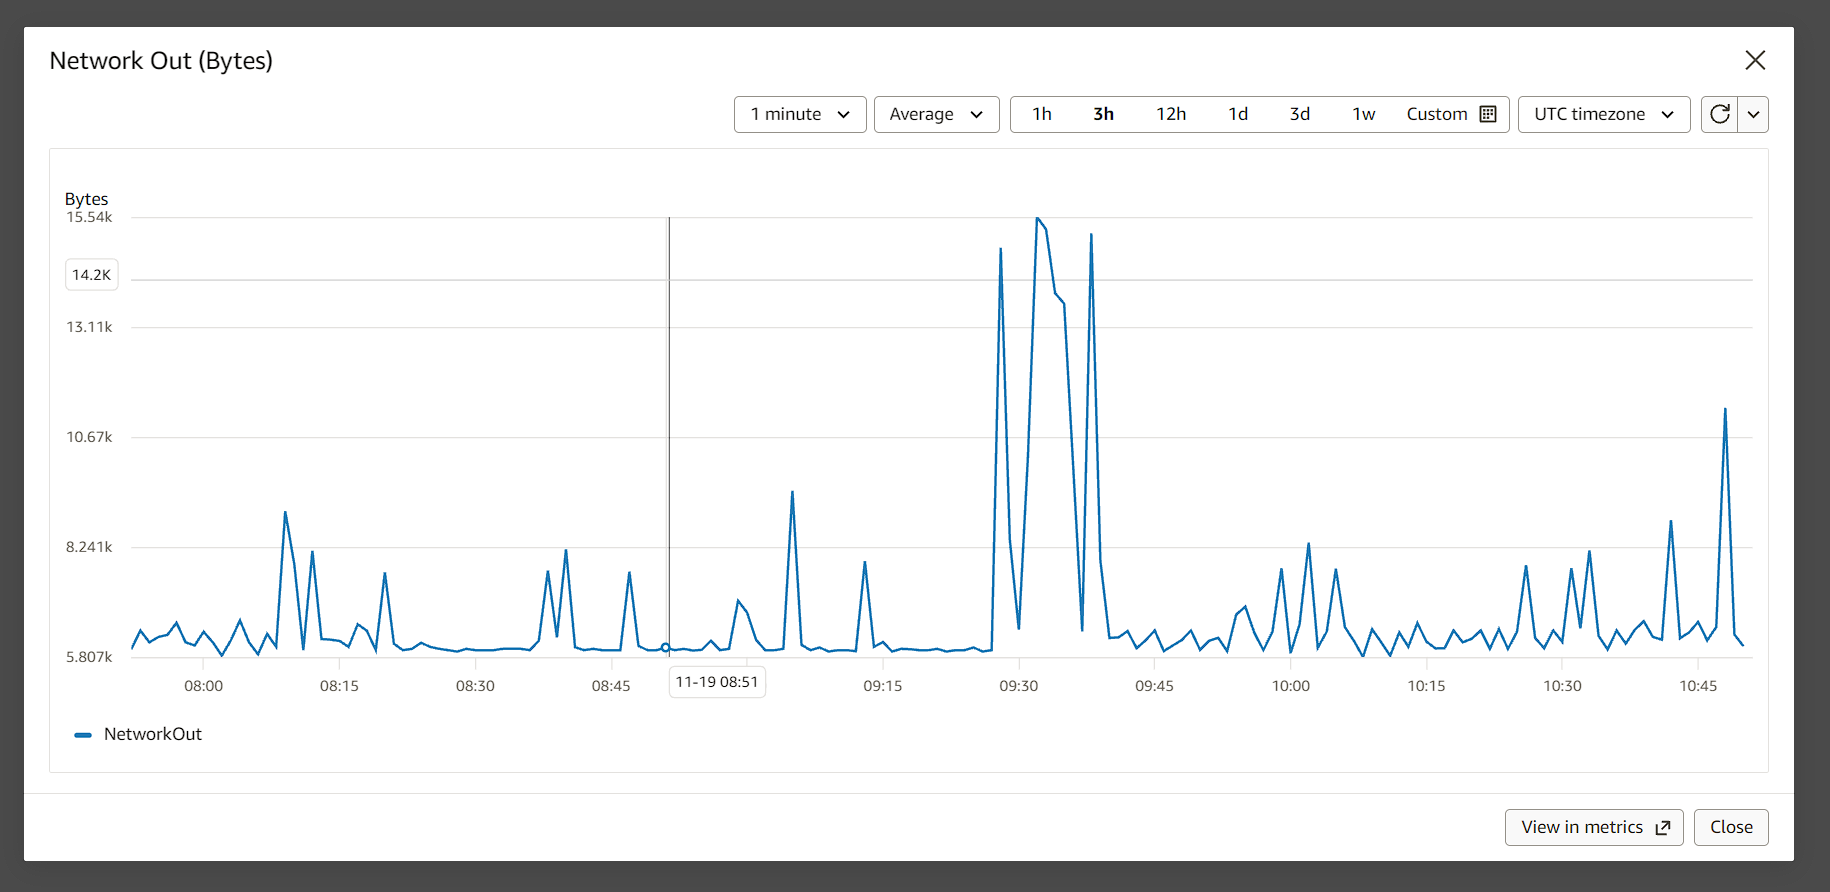 Network Out (Bytes)
1 minute Average 1h 3h 12h 1d 3d 1w Custom UTC timezone
Bytes
15.54k
14.2K
13.11k
10.67k
8.241k
5.807k
08:00 08:15 08:30 08:45 11-19 08:51 09:15 09:30 09:45 10:00 10:15 10:30 10:45
NetworkOut
View in metrics Close